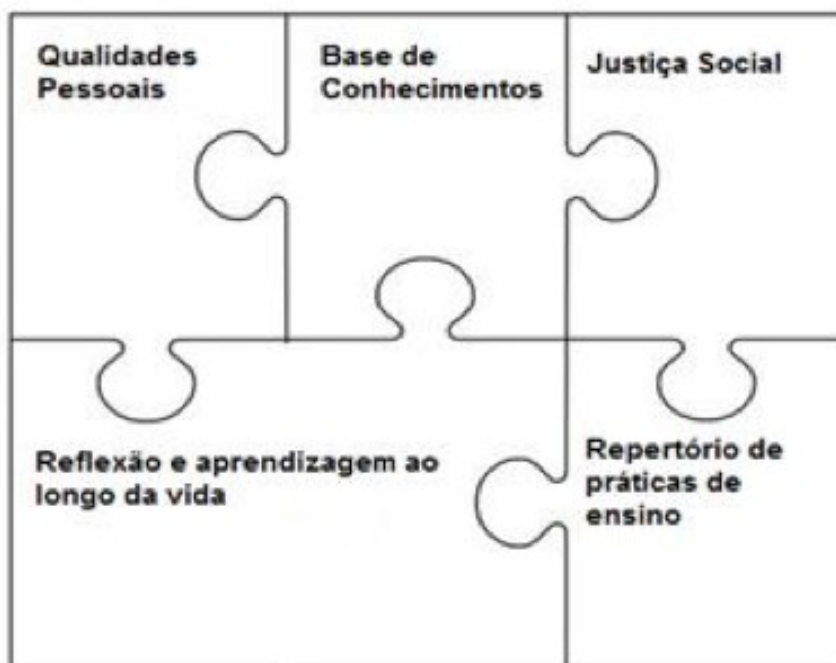 Qualidades
Pessoais
Base de
Conhecimentos
Justiça Social
Reflexão e aprendizagem ao
longo da vida
Repertório de
práticas de
ensino